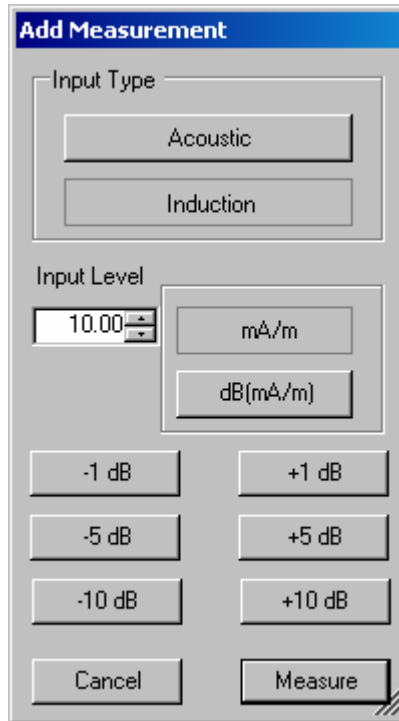 Add Measurement
Input Type
Acoustic
Induction
Input Level
10.00
mA/m
dB(mA/m)
-1 dB +1 dB
-5 dB +5 dB
-10 dB +10 dB
Cancel Measure